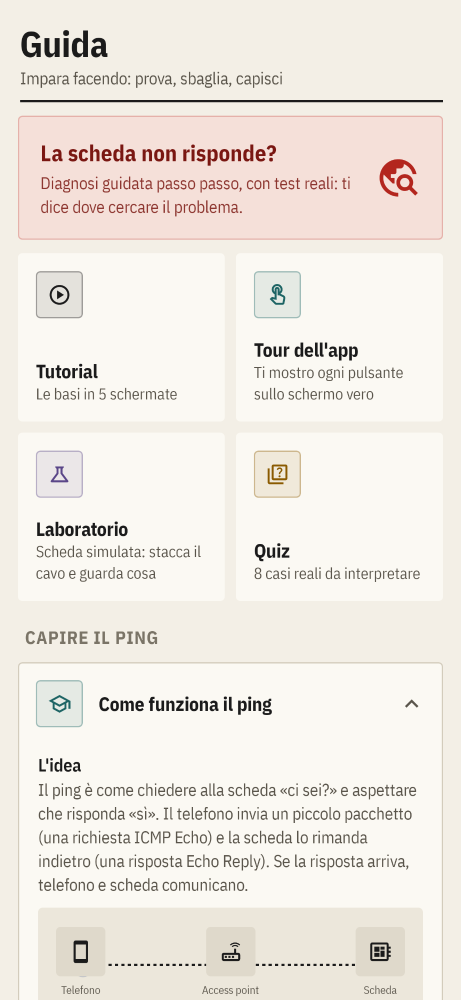 Guida
Impara facendo: prova, sbaglia, capisci
La scheda non risponde?
Diagnosi guidata passo passo, con test reali: ti
dice dove cercare il problema.
Tutorial
Le basi in 5 schermate
Tour dell'app
Ti mostro ogni pulsante
sullo schermo vero
Laboratorio
Scheda simulata: stacca il
cavo e guarda cosa
Quiz
8 casi reali da interpretare
CAPIRE IL PING
Come funziona il ping
L'idea
Il ping è come chiedere alla scheda «ci sei?» e aspettare
che risponda «sì». Il telefono invia un piccolo pacchetto
(una richiesta ICMP Echo) e la scheda lo rimanda
indietro (una risposta Echo Reply). Se la risposta arriva,
telefono e scheda comunicano.
Telefono
Access point
Scheda